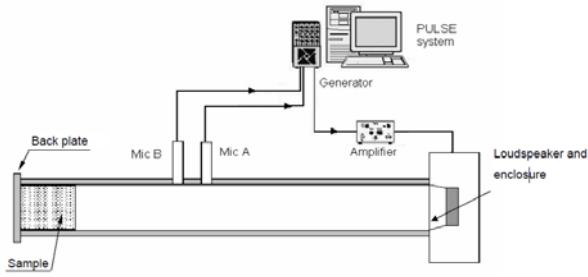 PULSE
system
Generator
Back plate
Mic B
Mic A
Amplifier
Loudspeaker and
enclosure
Sample